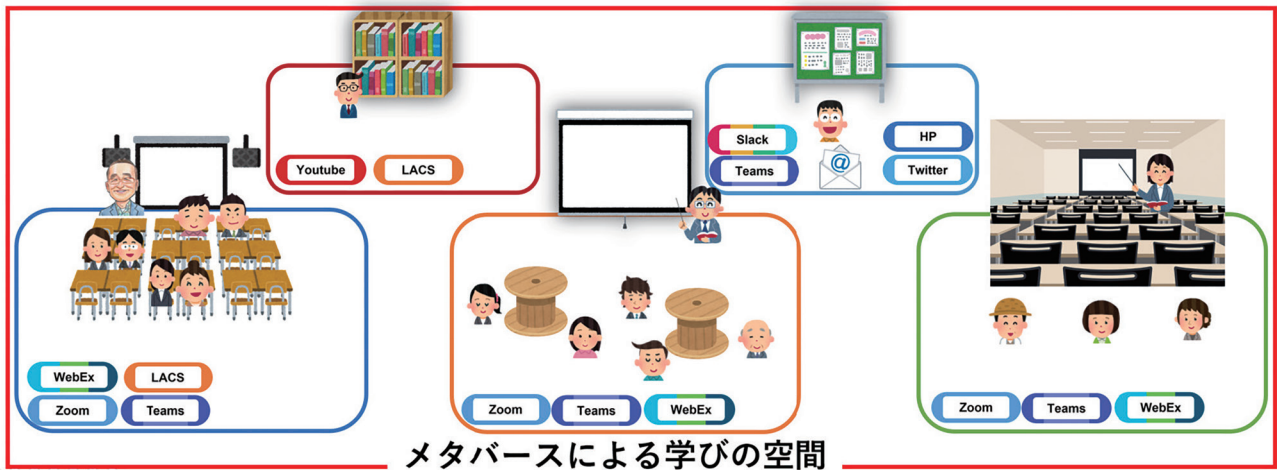 Youtube
LACS
Slack
HP
Teams
@
Twitter
WebEx
LACS
Zoom
Teams
Zoom
Teams
WebEx
Zoom
Teams
WebEx
メタバースによる学びの空間